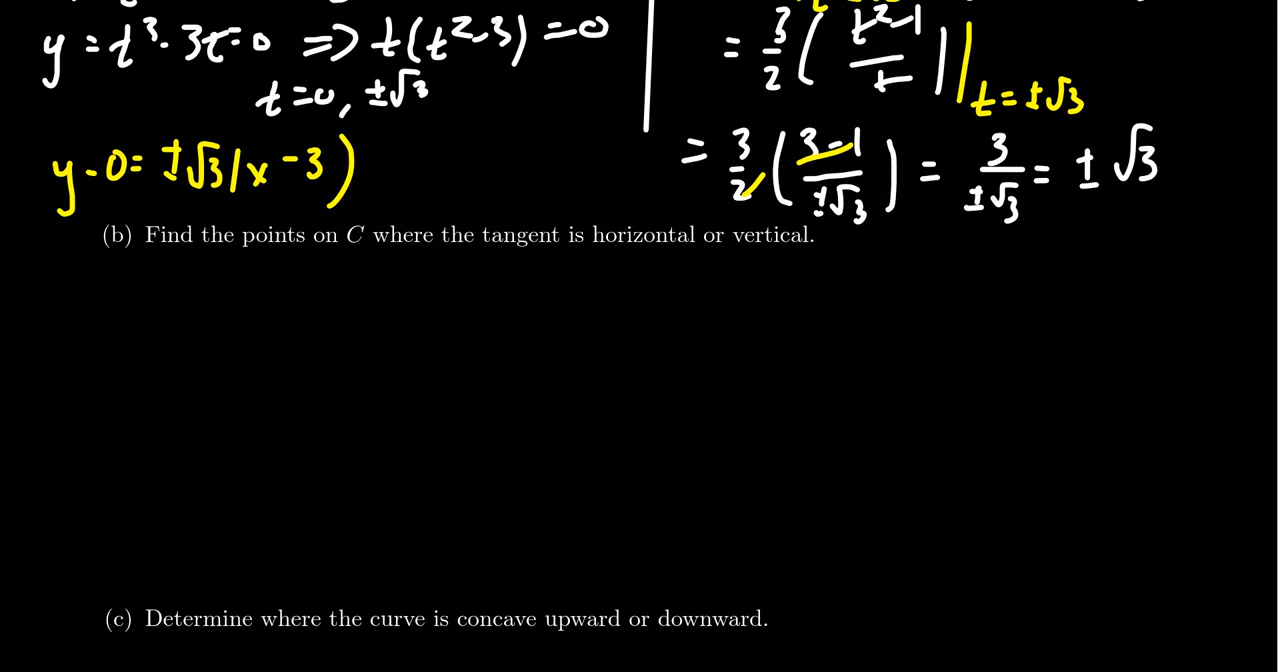 y = t³ - 3t = 0 ⟹ t(t² - 3) = 0
t = 0, ±√3
y - 0 = ±√3(x - 3)
= 3/2 ( (t² - 1)/t ) | t = ±√3
= 3/2 ( (3 - 1)/(±√3) ) = 3/(±√3) = ±√3
(b) Find the points on C where the tangent is horizontal or vertical.
(c) Determine where the curve is concave upward or downward.